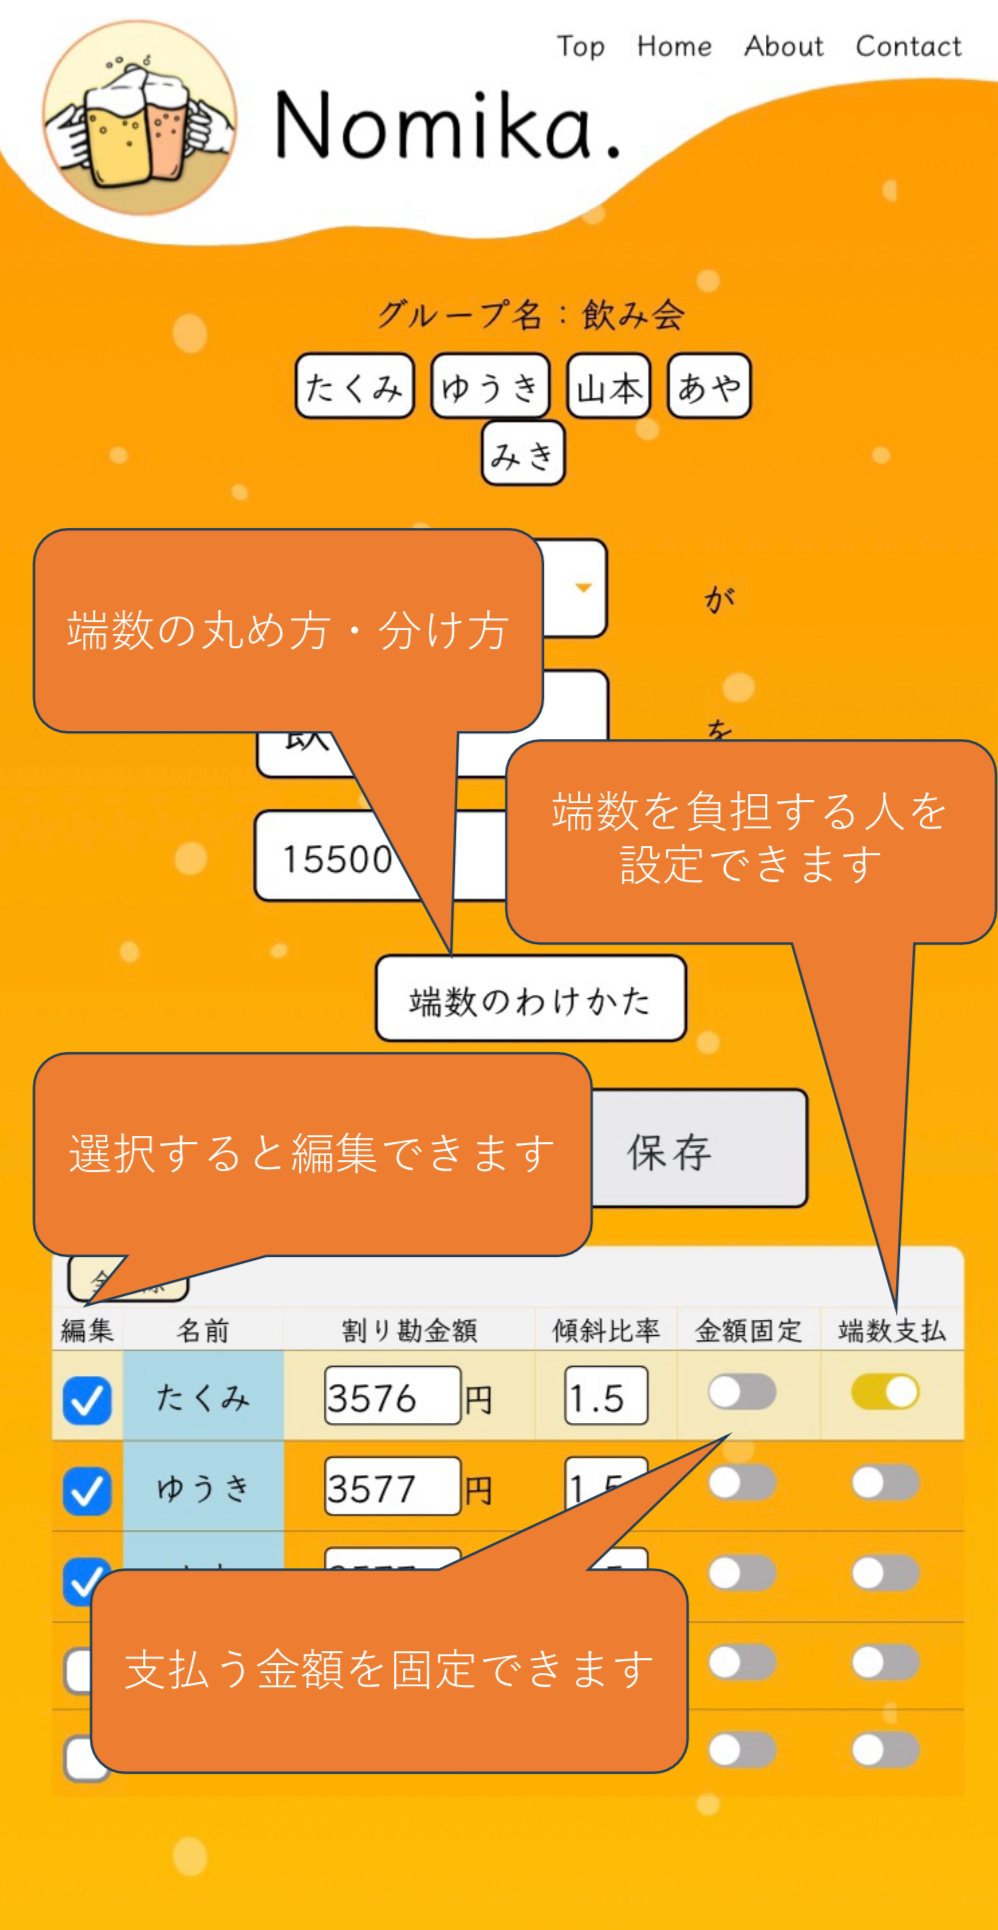 Top Home About Contact
Nomika.
グループ名：飲み会
たくみ ゆうき 山本 あや
みき
が
端数の丸め方・分け方
を
端数を負担する人を
設定できます
15500
端数のわけかた
選択すると編集できます
保存
編集 名前 割り勘金額 傾斜比率 金額固定 端数支払
たくみ 3576 円 1.5
ゆうき 3577 円
支払う金額を固定できます